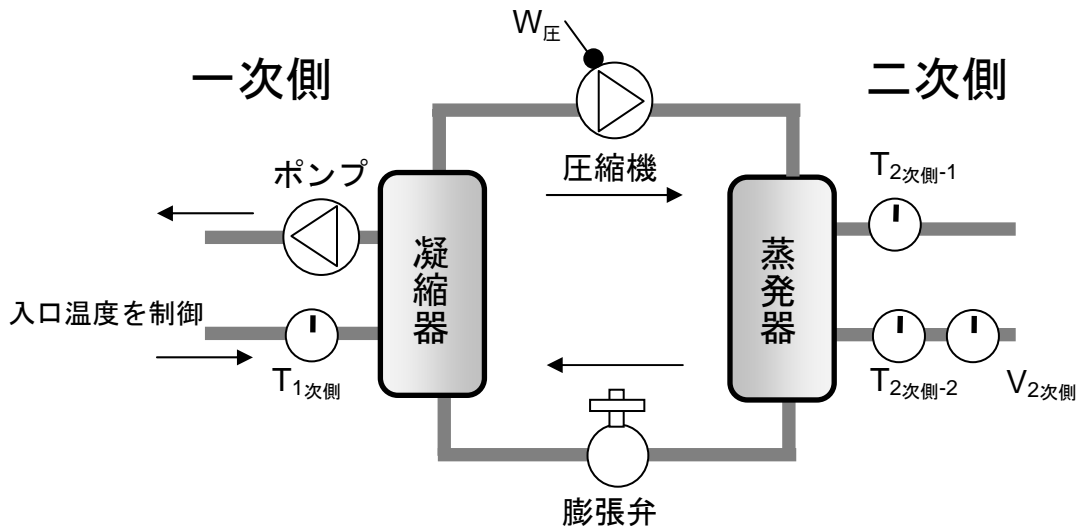 W圧
一次側
二次側
ポンプ
圧縮機
T2次側-1
凝縮器
蒸発器
入口温度を制御
T1次側
T2次側-2
V2次側
膨張弁